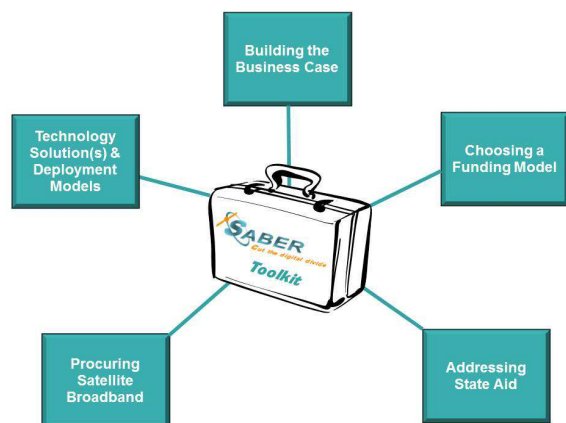 Building the
Business Case
Technology
Solution(s) &
Deployment
Models
Choosing a
Funding Model
SABER
Cut the digital divide
Toolkit
Procuring
Satellite
Broadband
Addressing
State Aid